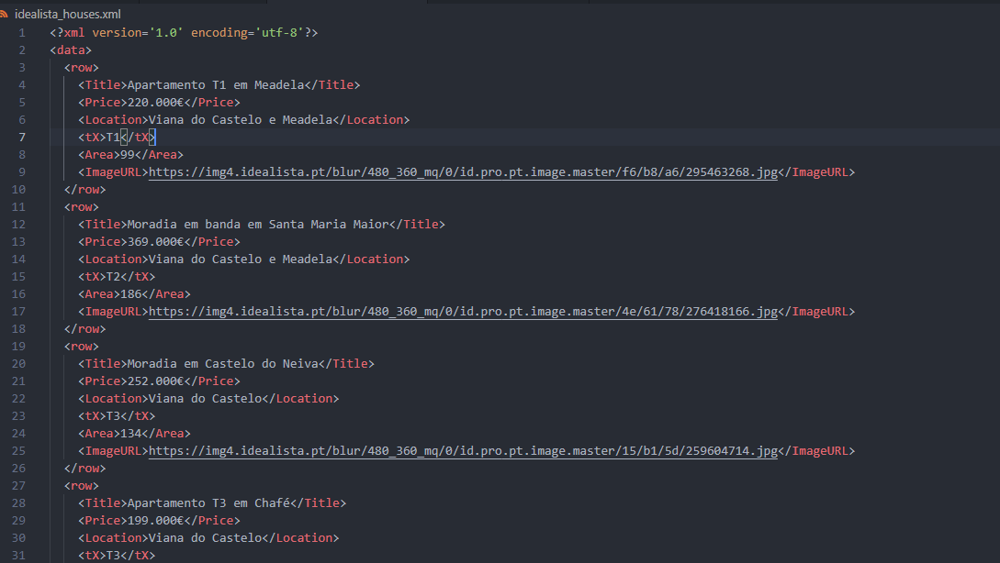 idealista_houses.xml
1 <?xml version='1.0' encoding='utf-8'?>
2 <data>
3 <row>
4 <Title>Apartamento T1 em Meadela</Title>
5 <Price>220.000€</Price>
6 <Location>Viana do Castelo e Meadela</Location>
7 <tX>T1</tX>
8 <Area>99</Area>
9 <ImageURL>https://img4.idealista.pt/blur/480_360_mq/0/id.pro.pt.image.master/f6/b8/a6/295463268.jpg</ImageURL>
10 </row>
11 <row>
12 <Title>Moradia em banda em Santa Maria Maior</Title>
13 <Price>369.000€</Price>
14 <Location>Viana do Castelo e Meadela</Location>
15 <tX>T2</tX>
16 <Area>186</Area>
17 <ImageURL>https://img4.idealista.pt/blur/480_360_mq/0/id.pro.pt.image.master/4e/61/78/276418166.jpg</ImageURL>
18 </row>
19 <row>
20 <Title>Moradia em Castelo do Neiva</Title>
21 <Price>252.000€</Price>
22 <Location>Viana do Castelo</Location>
23 <tX>T3</tX>
24 <Area>134</Area>
25 <ImageURL>https://img4.idealista.pt/blur/480_360_mq/0/id.pro.pt.image.master/15/b1/5d/259604714.jpg</ImageURL>
26 </row>
27 <row>
28 <Title>Apartamento T3 em Chafé</Title>
29 <Price>199.000€</Price>
30 <Location>Viana do Castelo</Location>
31 <tX>T3</tX>